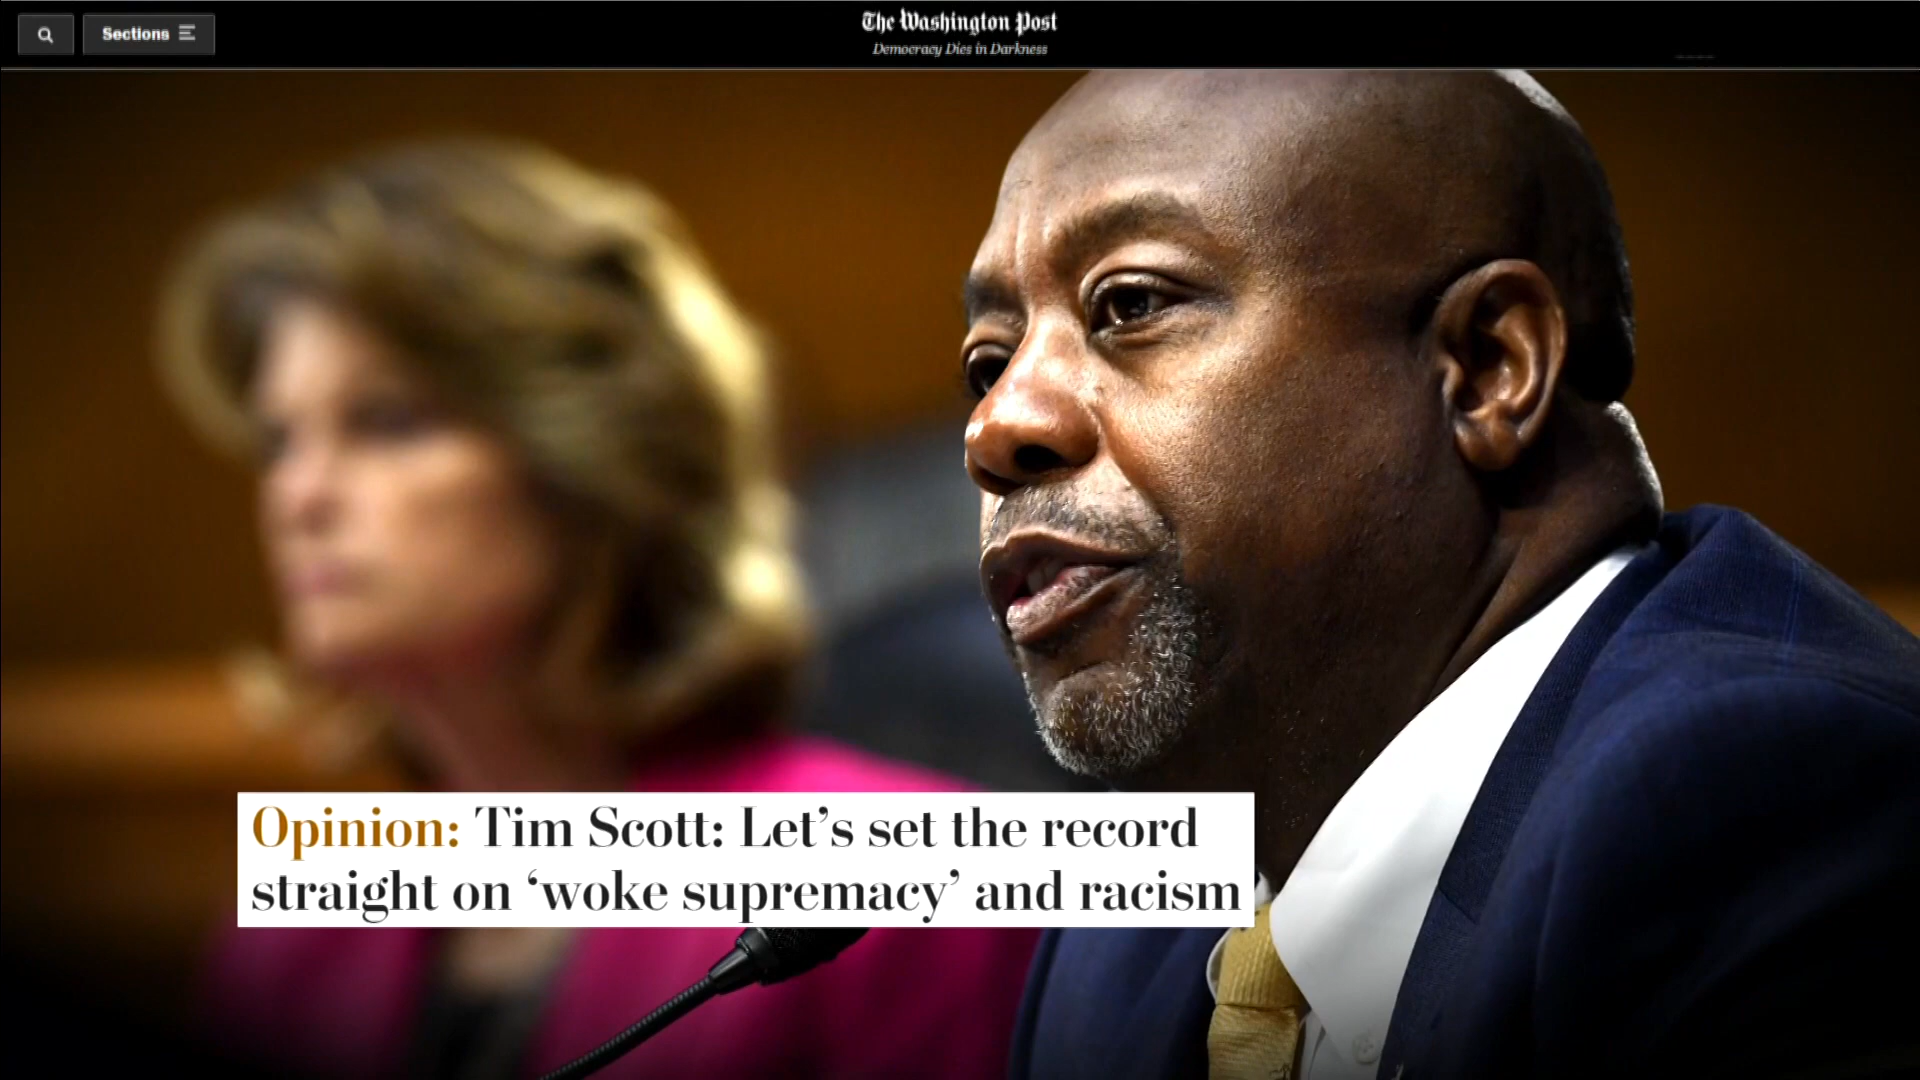 Sections
The Washington Post
Democracy Dies in Darkness
Opinion: Tim Scott: Let’s set the record
straight on ‘woke supremacy’ and racism